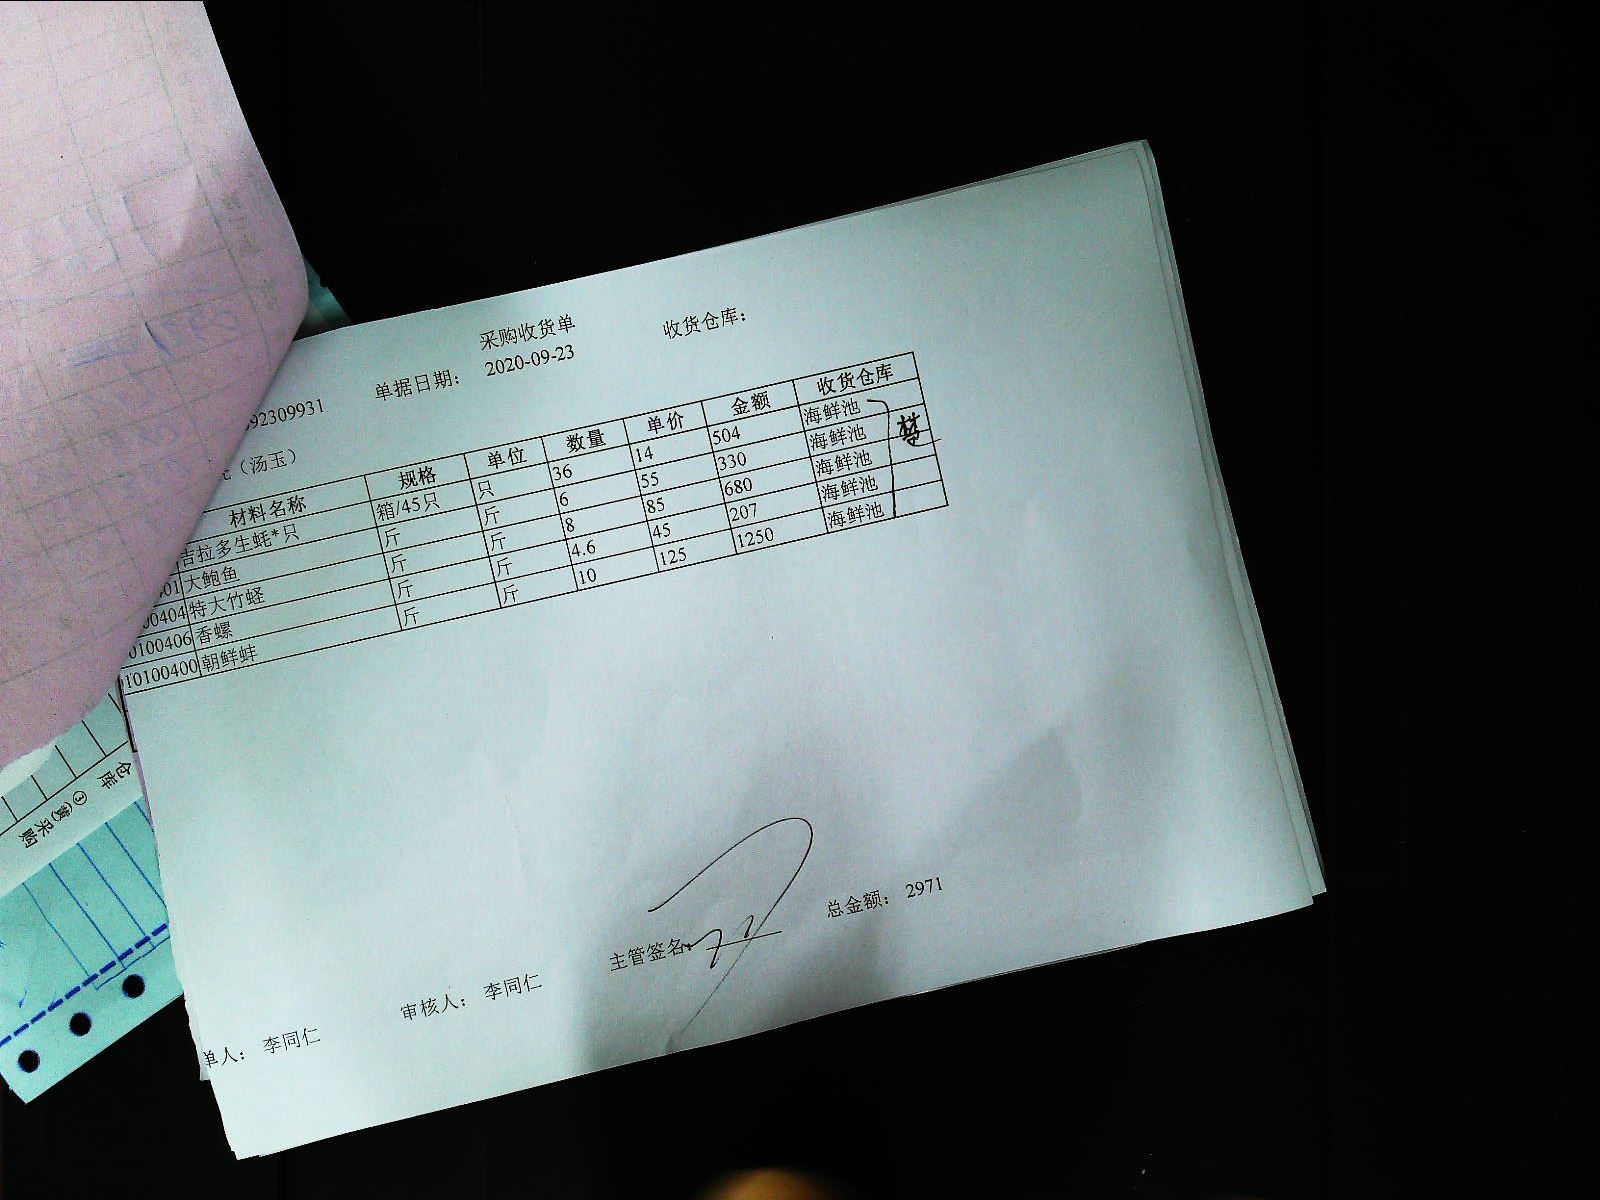 采购收货单
收货仓库：
单据日期： 2020-09-23
92309931
（汤玉）
材料名称 规格 单位 数量 单价 金额 收货仓库
吉拉多生蚝*只 箱/45只 只 36 14 504 海鲜池
01 大鲍鱼 斤 斤 6 55 330 海鲜池
00404 特大竹蛏 斤 斤 8 85 680 海鲜池
0100406 香螺 斤 斤 4.6 45 207 海鲜池
10100400 朝鲜蚌 斤 斤 10 125 1250 海鲜池
单人： 李同仁 审核人： 李同仁 主管签名： 总金额： 2971
仓库 ③(黄)采购